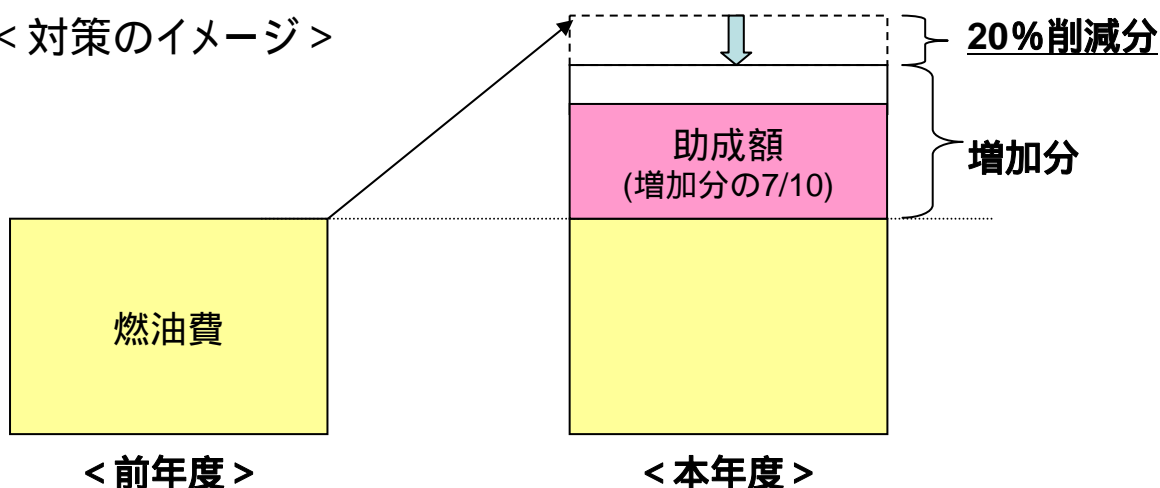 <対策のイメージ>
20%削減分
助成額
(増加分の7/10)
増加分
燃油費
<前年度>
<本年度>